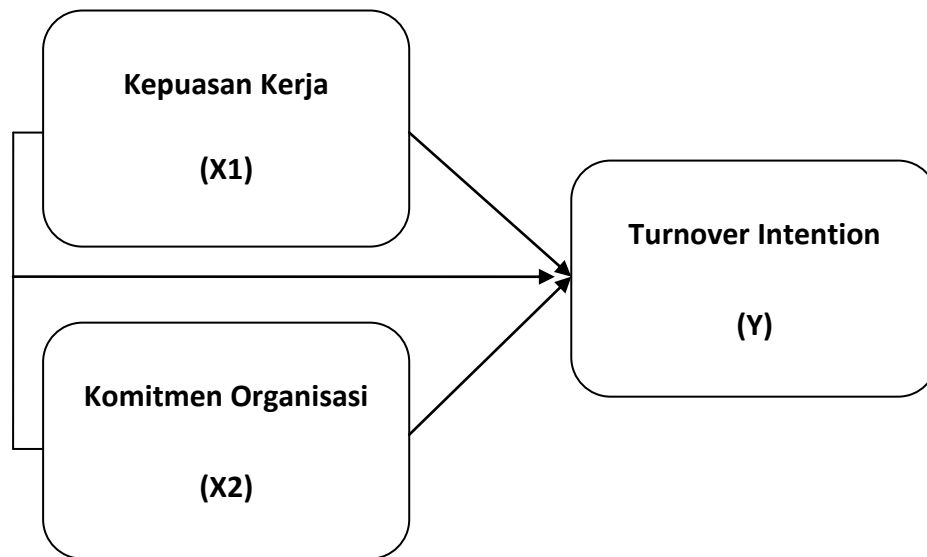 Kepuasan Kerja
(X1)
Turnover Intention
(Y)
Komitmen Organisasi
(X2)